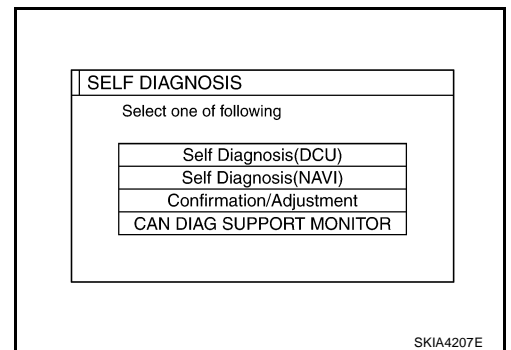 SELF DIAGNOSIS
Select one of following
Self Diagnosis(DCU)
Self Diagnosis(NAVI)
Confirmation/Adjustment
CAN DIAG SUPPORT MONITOR
SKIA4207E